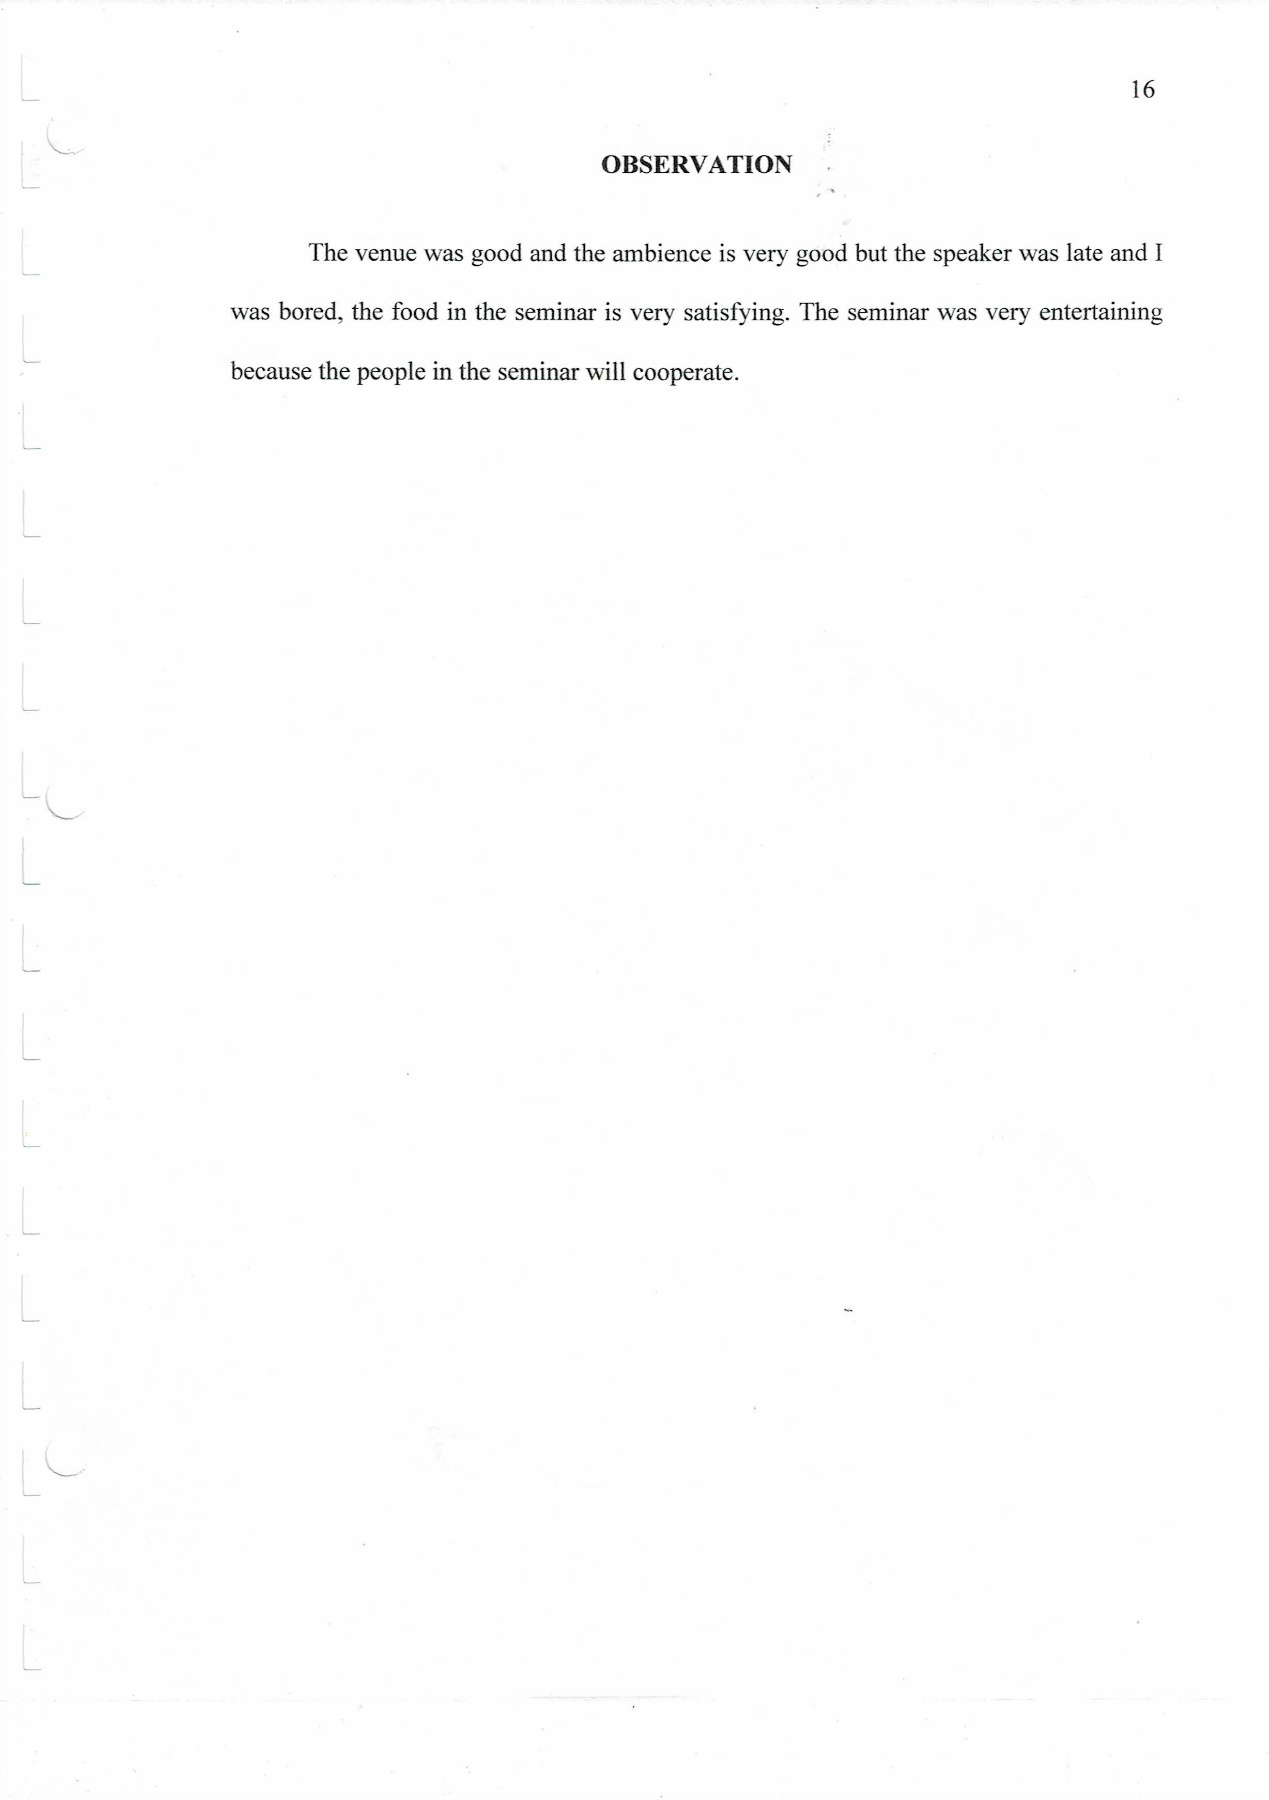 16
OBSERVATION
The venue was good and the ambience is very good but the speaker was late and I
was bored, the food in the seminar is very satisfying. The seminar was very entertaining
because the people in the seminar will cooperate.